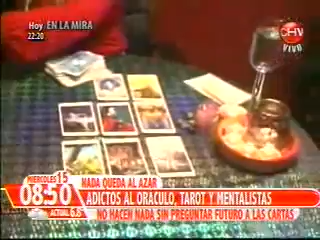 Hoy EN LA MIRA
22:20
CHV
VIVO
NADA QUEDA AL AZAR
MIERCOLES 15
08:50
ADICTOS AL ORÁCULO, TAROT Y MENTALISTAS
ACTUAL 6.8
NO HACEN NADA SIN PREGUNTAR FUTURO A LAS CARTAS